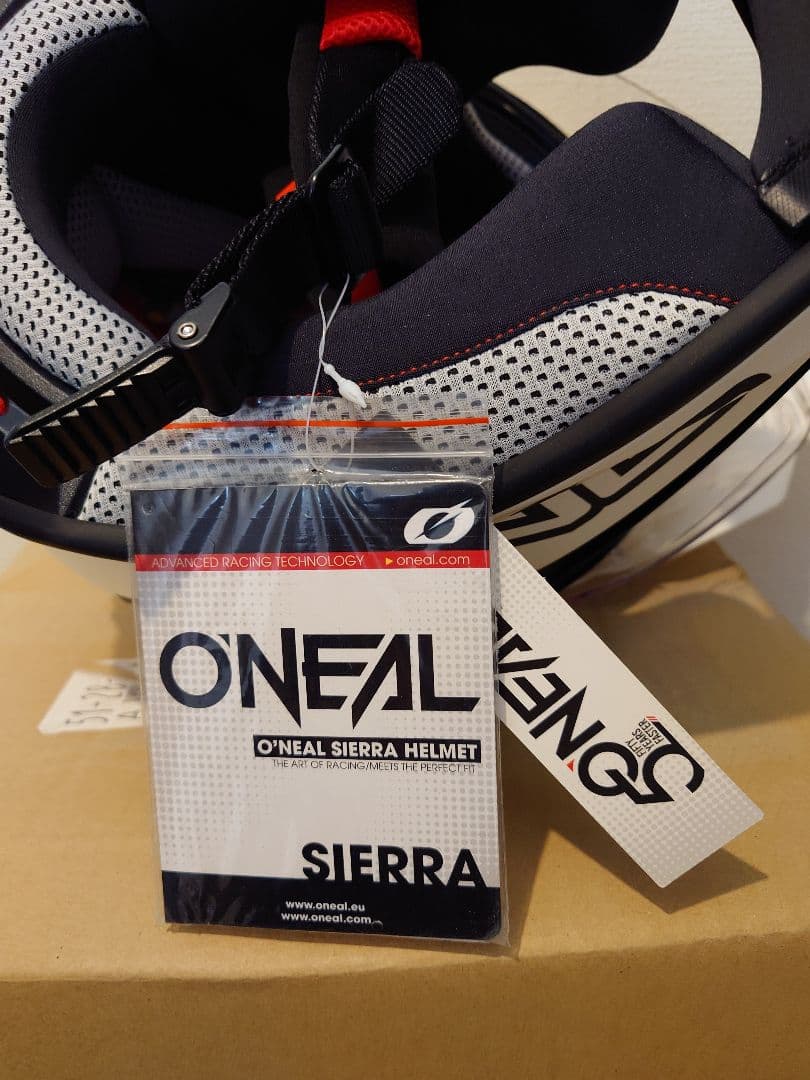 ADVANCED RACING TECHNOLOGY oneal.com
O'NEAL
O'NEAL SIERRA HELMET
THE ART OF RACING/MEETS THE PERFECT FIT
SIERRA
www.oneal.eu
www.oneal.com
O'NEAL
50
FIFTY
YEARS
FASTER